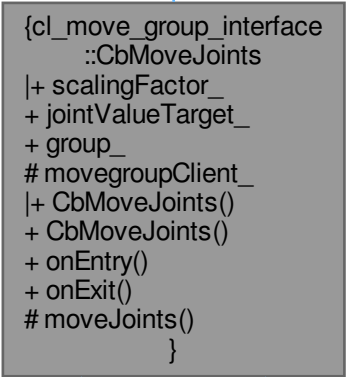 {cl_move_group_interface
::CbMoveJoints
|+ scalingFactor_
+ jointValueTarget_
+ group_
# movegroupClient_
|+ CbMoveJoints()
+ CbMoveJoints()
+ onEntry()
+ onExit()
# moveJoints()
}